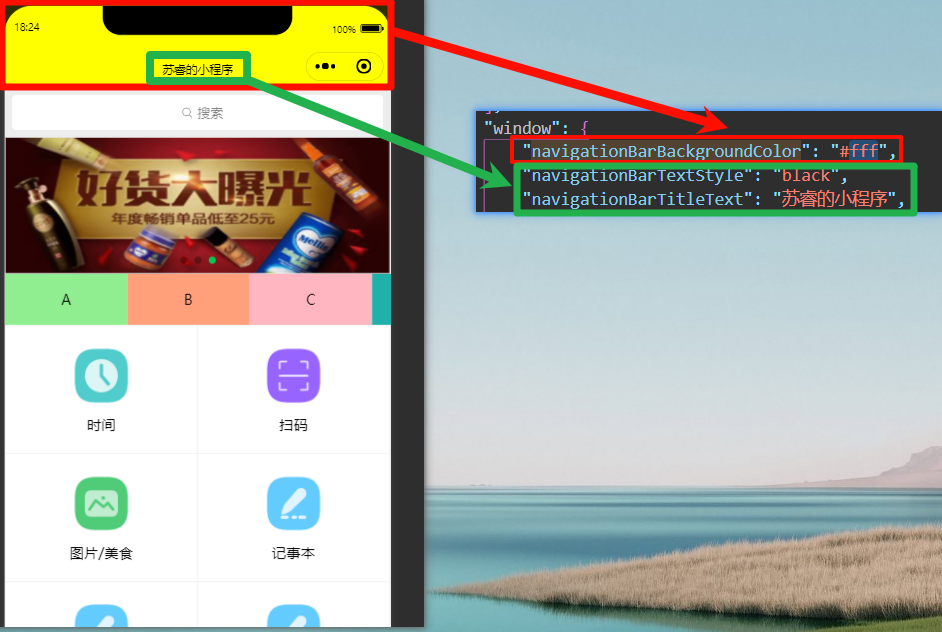 18:24
100%
苏睿的小程序
搜索
好货大曝光
年度畅销单品低至25元
A
B
C
时间
扫码
图片/美食
记事本
"window": {
"navigationBarBackgroundColor": "#fff",
"navigationBarTextStyle": "black",
"navigationBarTitleText": "苏睿的小程序",